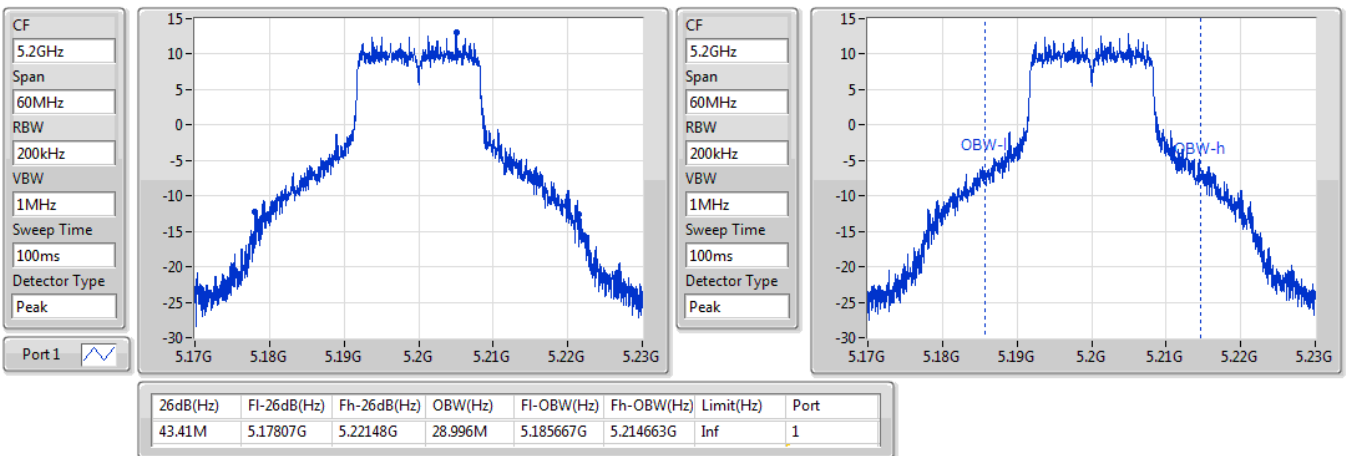 CF
5.2GHz
Span
60MHz
RBW
200kHz
VBW
1MHz
Sweep Time
100ms
Detector Type
Peak
Port 1
15
10
5
0
-5
-10
-15
-20
-25
-30
5.17G 5.18G 5.19G 5.2G 5.21G 5.22G 5.23G
CF
5.2GHz
Span
60MHz
RBW
200kHz
VBW
1MHz
Sweep Time
100ms
Detector Type
Peak
15
10
5
0
-5
-10
-15
-20
-25
-30
OBW-l
OBW-h
5.17G 5.18G 5.19G 5.2G 5.21G 5.22G 5.23G
26dB(Hz) Fl-26dB(Hz) Fh-26dB(Hz) OBW(Hz) Fl-OBW(Hz) Fh-OBW(Hz) Limit(Hz) Port
43.41M 5.17807G 5.22148G 28.996M 5.185667G 5.214663G Inf 1